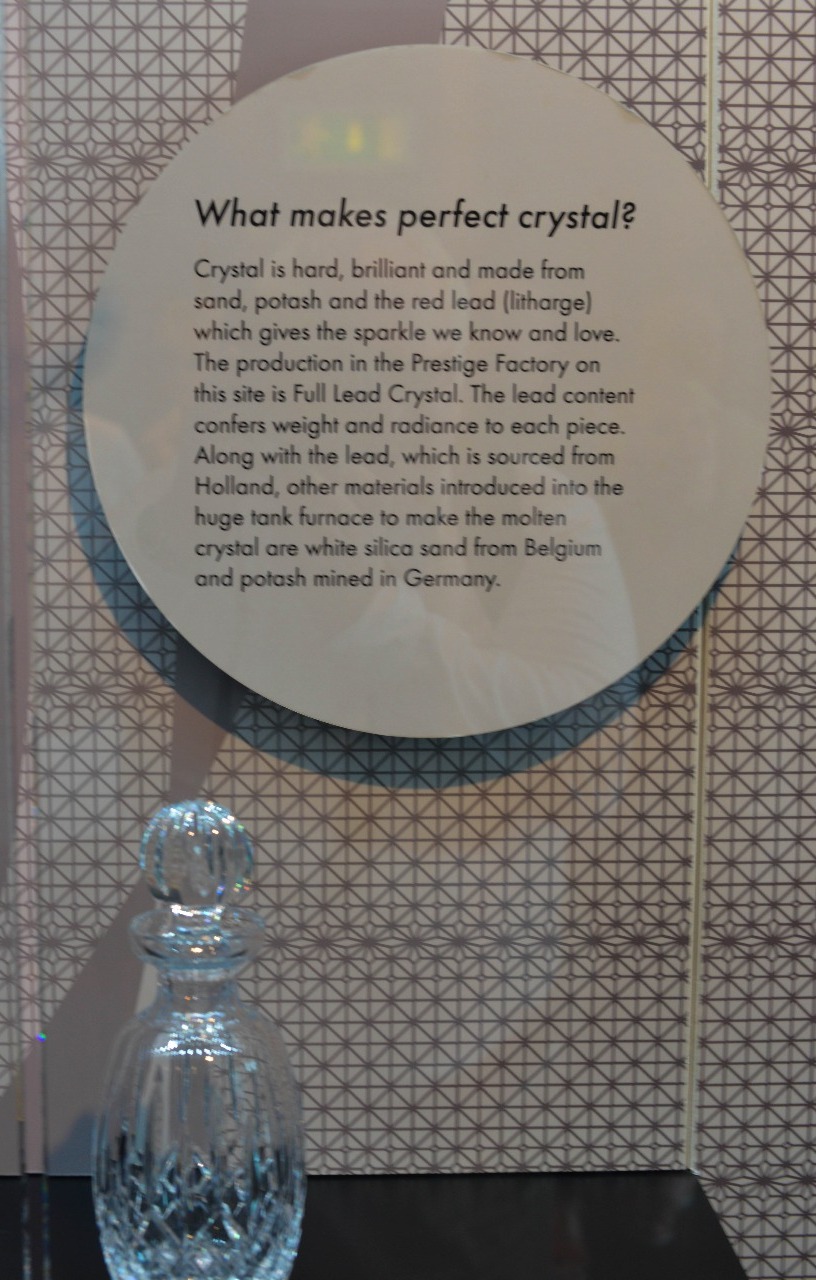 What makes perfect crystal?
Crystal is hard, brilliant and made from
sand, potash and the red lead (litharge)
which gives the sparkle we know and love.
The production in the Prestige Factory on
this site is Full Lead Crystal. The lead content
confers weight and radiance to each piece.
Along with the lead, which is sourced from
Holland, other materials introduced into the
huge tank furnace to make the molten
crystal are white silica sand from Belgium
and potash mined in Germany.